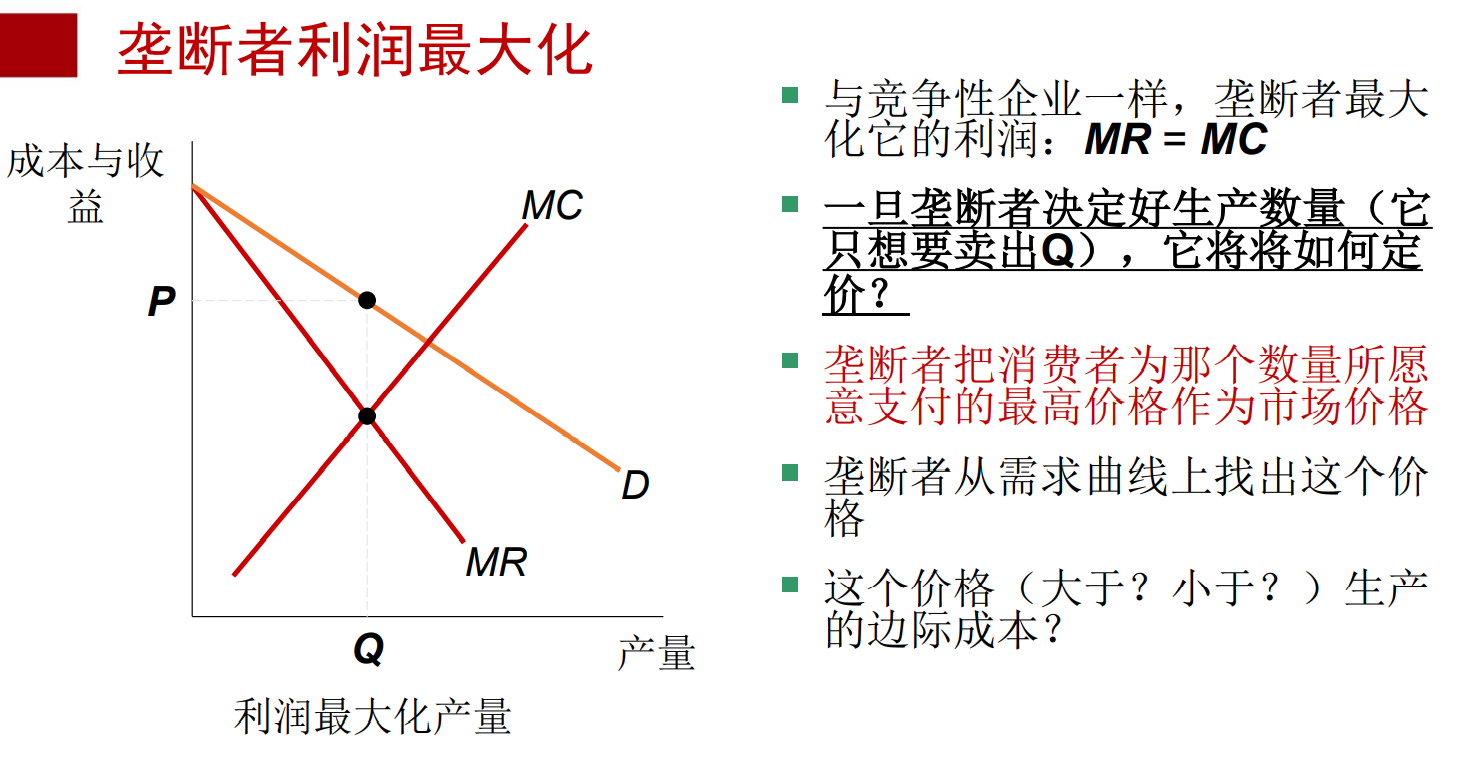 垄断者利润最大化
成本与收
益
MC
P
D
MR
Q
产量
利润最大化产量
与竞争性企业一样，垄断者最大
化它的利润：MR = MC
一旦垄断者决定好生产数量（它
只想要卖出Q），它将将如何定
价？
垄断者把消费者为那个数量所愿
意支付的最高价格作为市场价格
垄断者从需求曲线上找出这个价
格
这个价格（大于？小于？）生产
的边际成本？